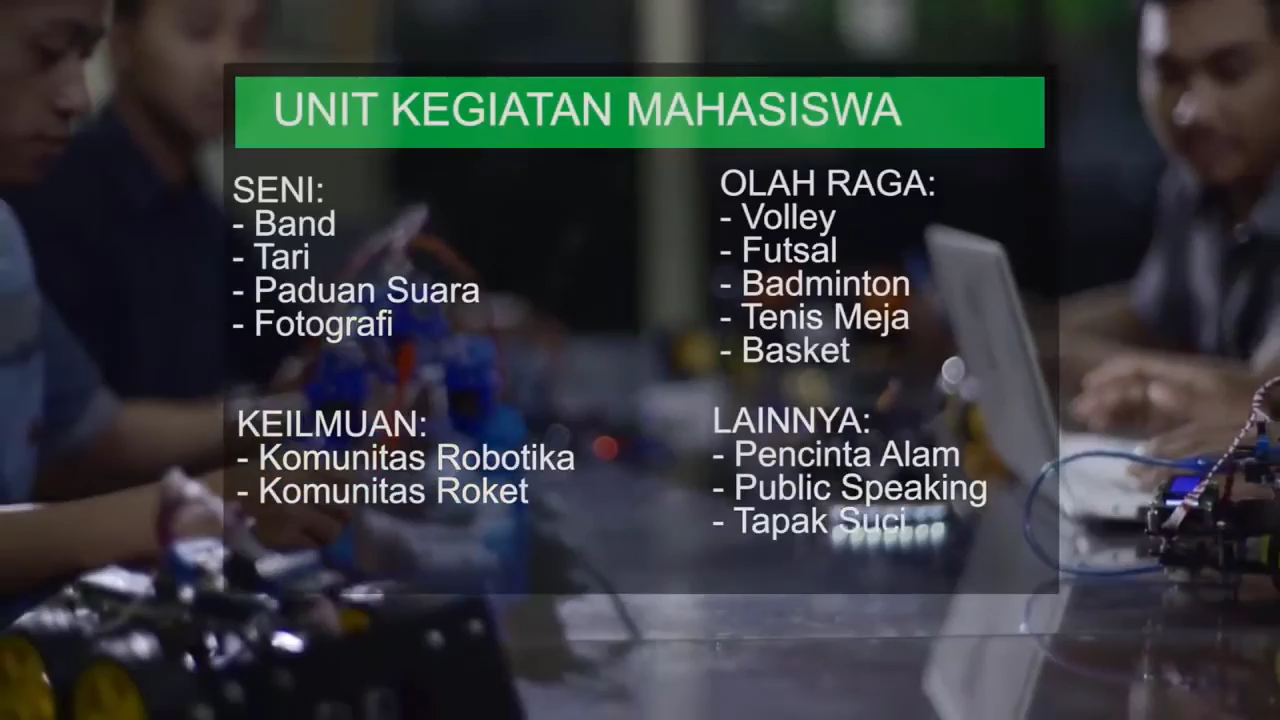 UNIT KEGIATAN MAHASISWA
SENI:
- Band
- Tari
- Paduan Suara
- Fotografi
OLAH RAGA:
- Volley
- Futsal
- Badminton
- Tenis Meja
- Basket
KEILMUAN:
- Komunitas Robotika
- Komunitas Roket
LAINNYA:
- Pencinta Alam
- Public Speaking
- Tapak Suci